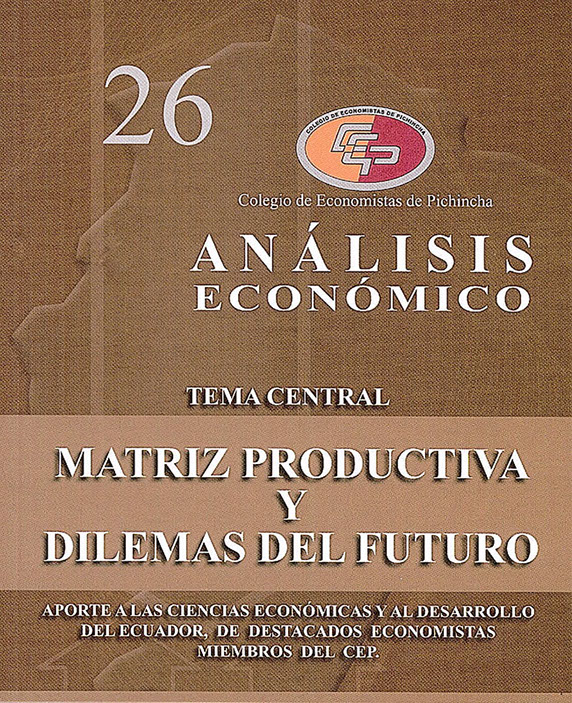 26
COLEGIO DE ECONOMISTAS DE PICHINCHA
CEP
Colegio de Economistas de Pichincha
ANÁLISIS
ECONÓMICO
TEMA CENTRAL
MATRIZ PRODUCTIVA
Y
DILEMAS DEL FUTURO
APORTE A LAS CIENCIAS ECONÓMICAS Y AL DESARROLLO
DEL ECUADOR, DE DESTACADOS ECONOMISTAS
MIEMBROS DEL CEP.